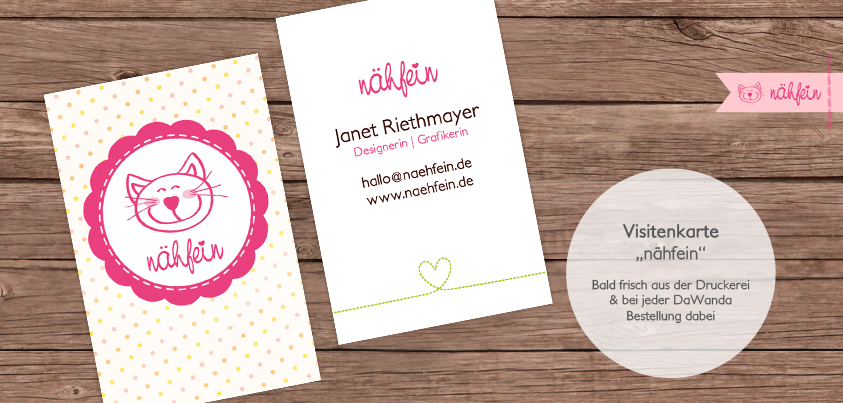 nähfein
nähfein
Janet Riethmayer
Designerin | Grafikerin
hallo@naehfein.de
www.naehfein.de
nähfein
Visitenkarte
„nähfein“
Bald frisch aus der Druckerei
& bei jeder DaWanda
Bestellung dabei